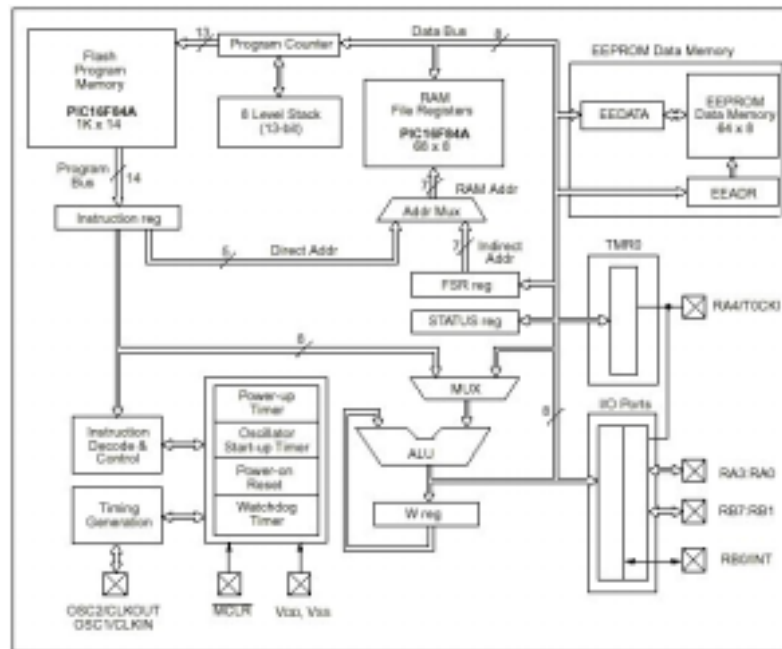 13
Program Counter
Data Bus
8
EEPROM Data Memory
Flash
Program
Memory
PIC16F84A
1K x 14
8 Level Stack
(13-bit)
RAM
File Registers
PIC16F84A
68 x 8
EEDATA
EEPROM
Data Memory
64 x 8
EEADR
Program
Bus
14
7
RAM Addr
Addr Mux
Instruction reg
5
Direct Addr
7
Indirect
Addr
TMR0
FSR reg
RA4/T0CKI
STATUS reg
8
MUX
Power-up
Timer
Oscillator
Start-up Timer
Power-on
Reset
Watchdog
Timer
Instruction
Decode &
Control
ALU
8
I/O Ports
RA3:RA0
Timing
Generation
W reg
RB7:RB1
RB0/INT
OSC2/CLKOUT
OSC1/CLKIN
MCLR
VDD, VSS